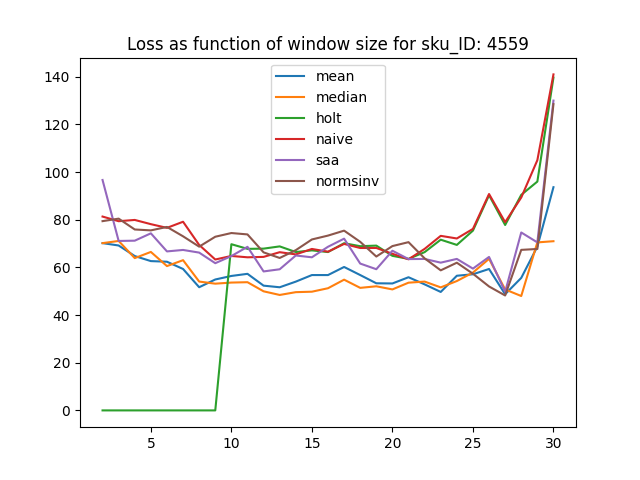 Loss as function of window size for sku_ID: 4559
140
120
100
80
60
40
20
0
mean
median
holt
naive
saa
normsinv
5 10 15 20 25 30